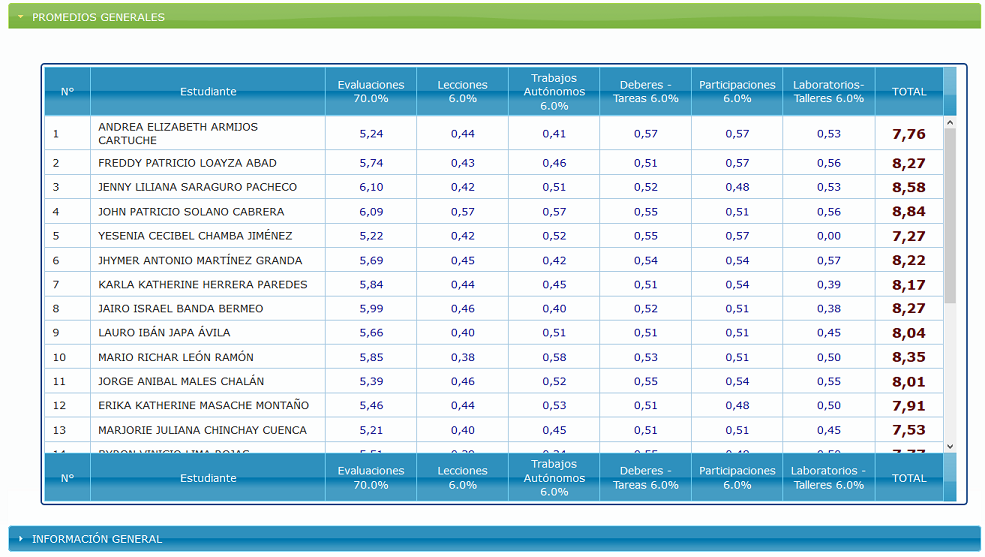 PROMEDIOS GENERALES
N° Estudiante Evaluaciones 70.0% Lecciones 6.0% Trabajos Autónomos 6.0% Deberes - Tareas 6.0% Participaciones 6.0% Laboratorios- Talleres 6.0% TOTAL
1 ANDREA ELIZABETH ARMIJOS CARTUCHE 5,24 0,44 0,41 0,57 0,57 0,53 7,76
2 FREDDY PATRICIO LOAYZA ABAD 5,74 0,43 0,46 0,51 0,57 0,56 8,27
3 JENNY LILIANA SARAGURO PACHECO 6,10 0,42 0,51 0,52 0,48 0,53 8,58
4 JOHN PATRICIO SOLANO CABRERA 6,09 0,57 0,57 0,55 0,51 0,56 8,84
5 YESENIA CECIBEL CHAMBA JIMÉNEZ 5,22 0,42 0,52 0,55 0,57 0,00 7,27
6 JHYMER ANTONIO MARTÍNEZ GRANDA 5,69 0,45 0,42 0,54 0,54 0,57 8,22
7 KARLA KATHERINE HERRERA PAREDES 5,84 0,44 0,45 0,51 0,54 0,39 8,17
8 JAIRO ISRAEL BANDA BERMEO 5,99 0,46 0,40 0,52 0,51 0,38 8,27
9 LAURO IBÁN JAPA ÁVILA 5,66 0,40 0,51 0,51 0,51 0,45 8,04
10 MARIO RICHAR LEÓN RAMÓN 5,85 0,38 0,58 0,53 0,51 0,50 8,35
11 JORGE ANIBAL MALES CHALÁN 5,39 0,46 0,52 0,55 0,54 0,55 8,01
12 ERIKA KATHERINE MASACHE MONTAÑO 5,46 0,44 0,53 0,51 0,48 0,50 7,91
13 MARJORIE JULIANA CHINCHAY CUENCA 5,21 0,40 0,45 0,51 0,51 0,45 7,53
N° Estudiante Evaluaciones 70.0% Lecciones 6.0% Trabajos Autónomos 6.0% Deberes - Tareas 6.0% Participaciones 6.0% Laboratorios - Talleres 6.0% TOTAL
INFORMACIÓN GENERAL